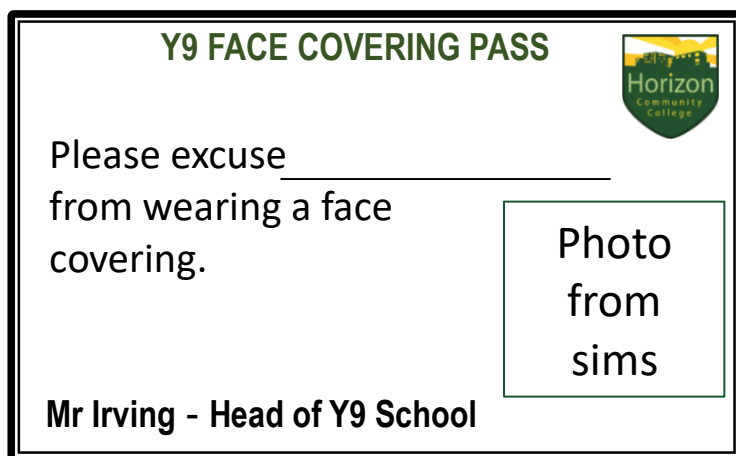 Y9 FACE COVERING PASS
Horizon
Community
College
Please excuse
from wearing a face
covering.
Photo
from
sims
Mr Irving - Head of Y9 School